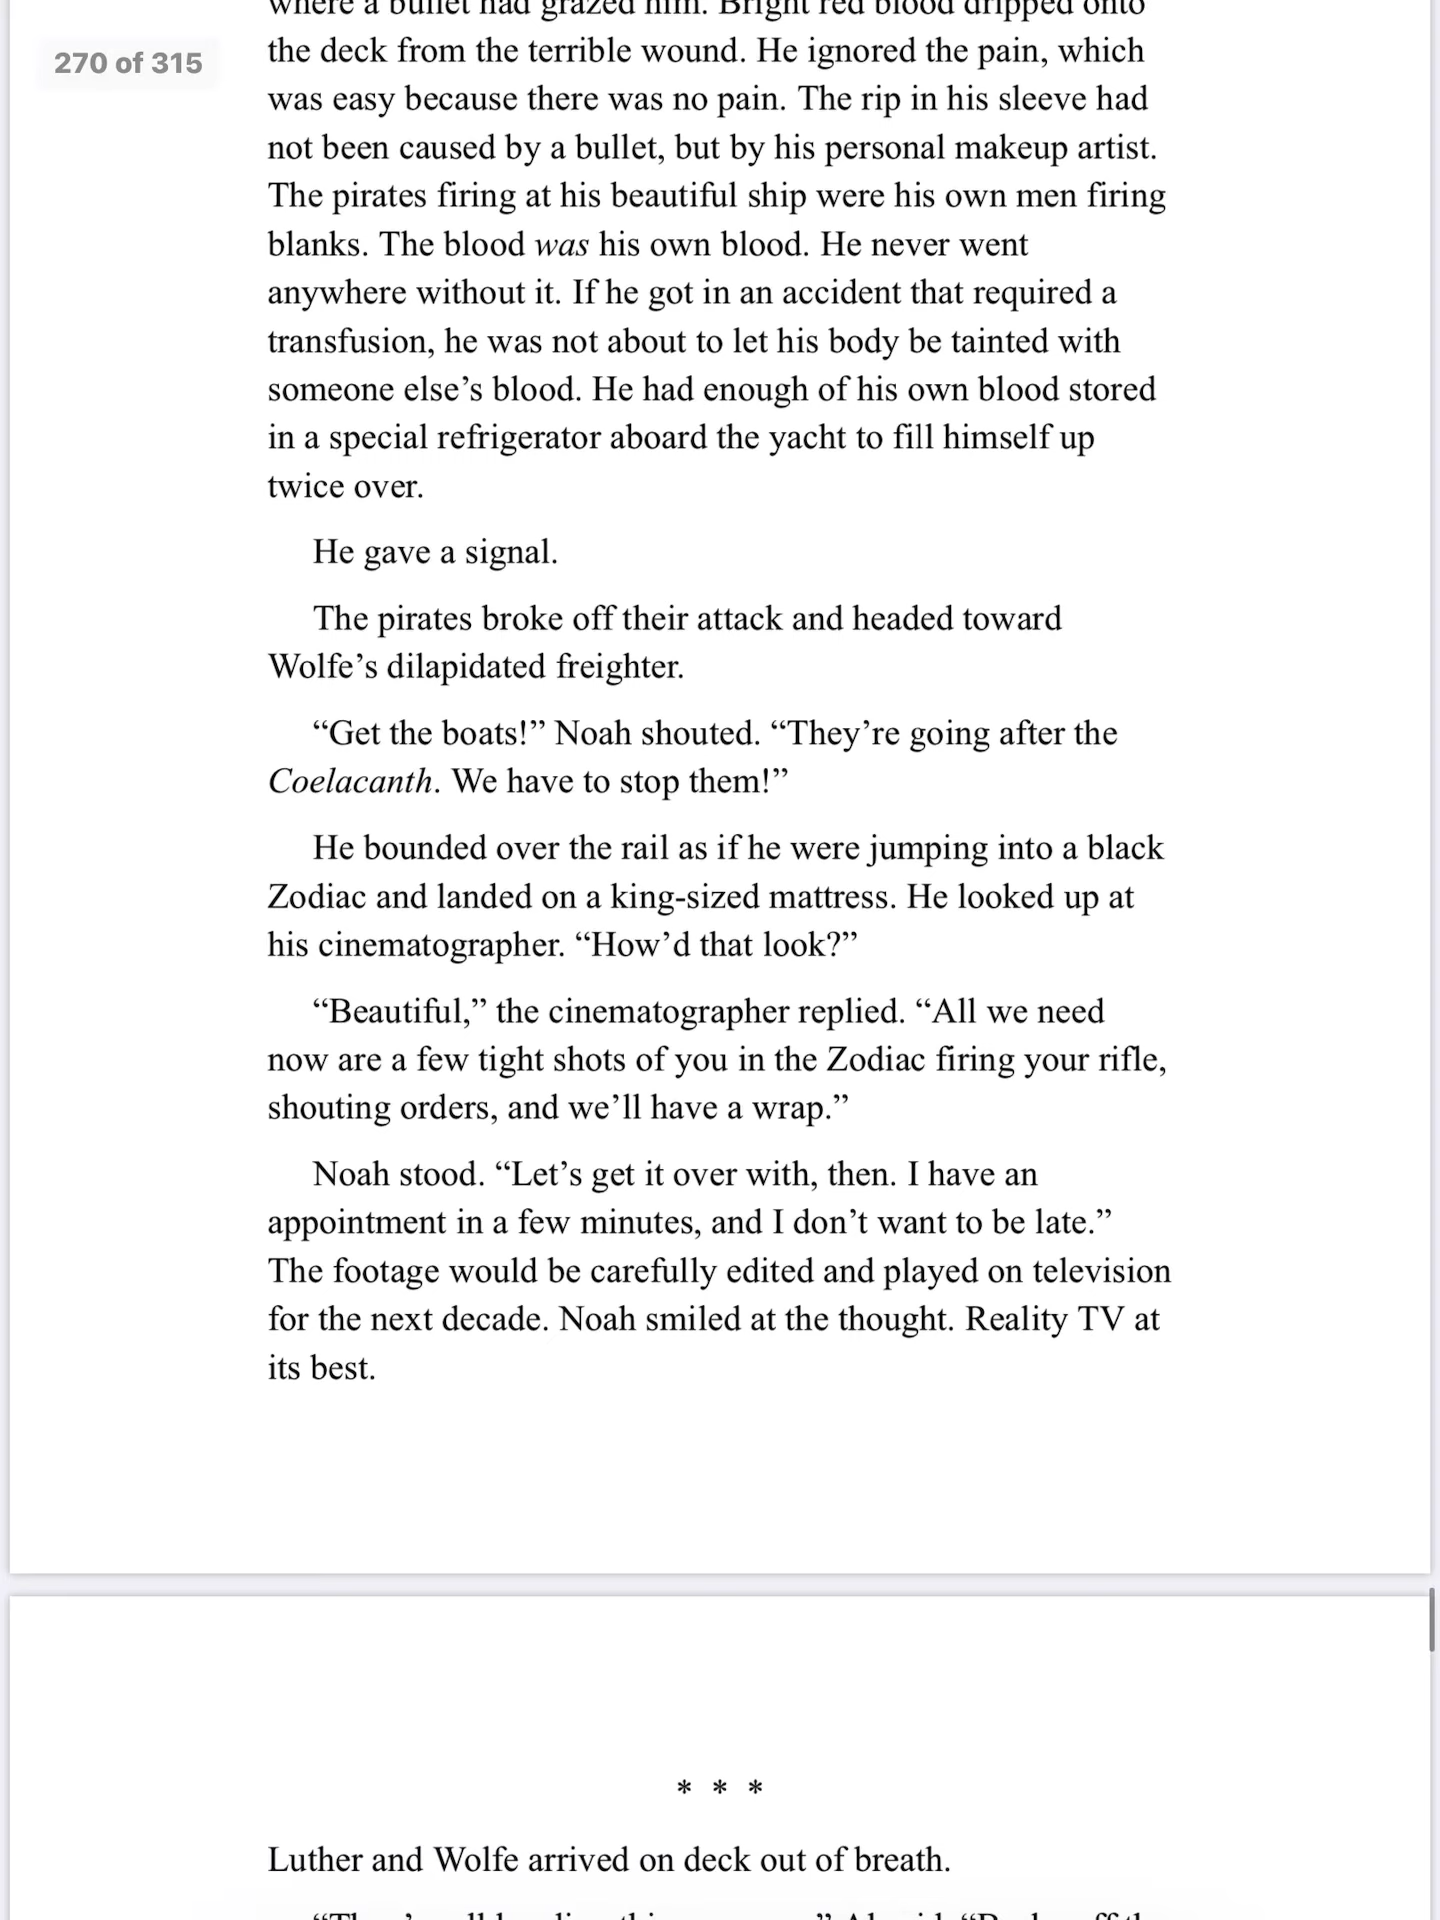 where a bullet had grazed him. Bright red blood dripped onto
270 of 315
the deck from the terrible wound. He ignored the pain, which
was easy because there was no pain. The rip in his sleeve had
not been caused by a bullet, but by his personal makeup artist.
The pirates firing at his beautiful ship were his own men firing
blanks. The blood was his own blood. He never went
anywhere without it. If he got in an accident that required a
transfusion, he was not about to let his body be tainted with
someone else’s blood. He had enough of his own blood stored
in a special refrigerator aboard the yacht to fill himself up
twice over.
He gave a signal.
The pirates broke off their attack and headed toward
Wolfe’s dilapidated freighter.
“Get the boats!” Noah shouted. “They’re going after the
Coelacanth. We have to stop them!”
He bounded over the rail as if he were jumping into a black
Zodiac and landed on a king-sized mattress. He looked up at
his cinematographer. “How’d that look?”
“Beautiful,” the cinematographer replied. “All we need
now are a few tight shots of you in the Zodiac firing your rifle,
shouting orders, and we’ll have a wrap.”
Noah stood. “Let’s get it over with, then. I have an
appointment in a few minutes, and I don’t want to be late.”
The footage would be carefully edited and played on television
for the next decade. Noah smiled at the thought. Reality TV at
its best.
* * *
Luther and Wolfe arrived on deck out of breath.